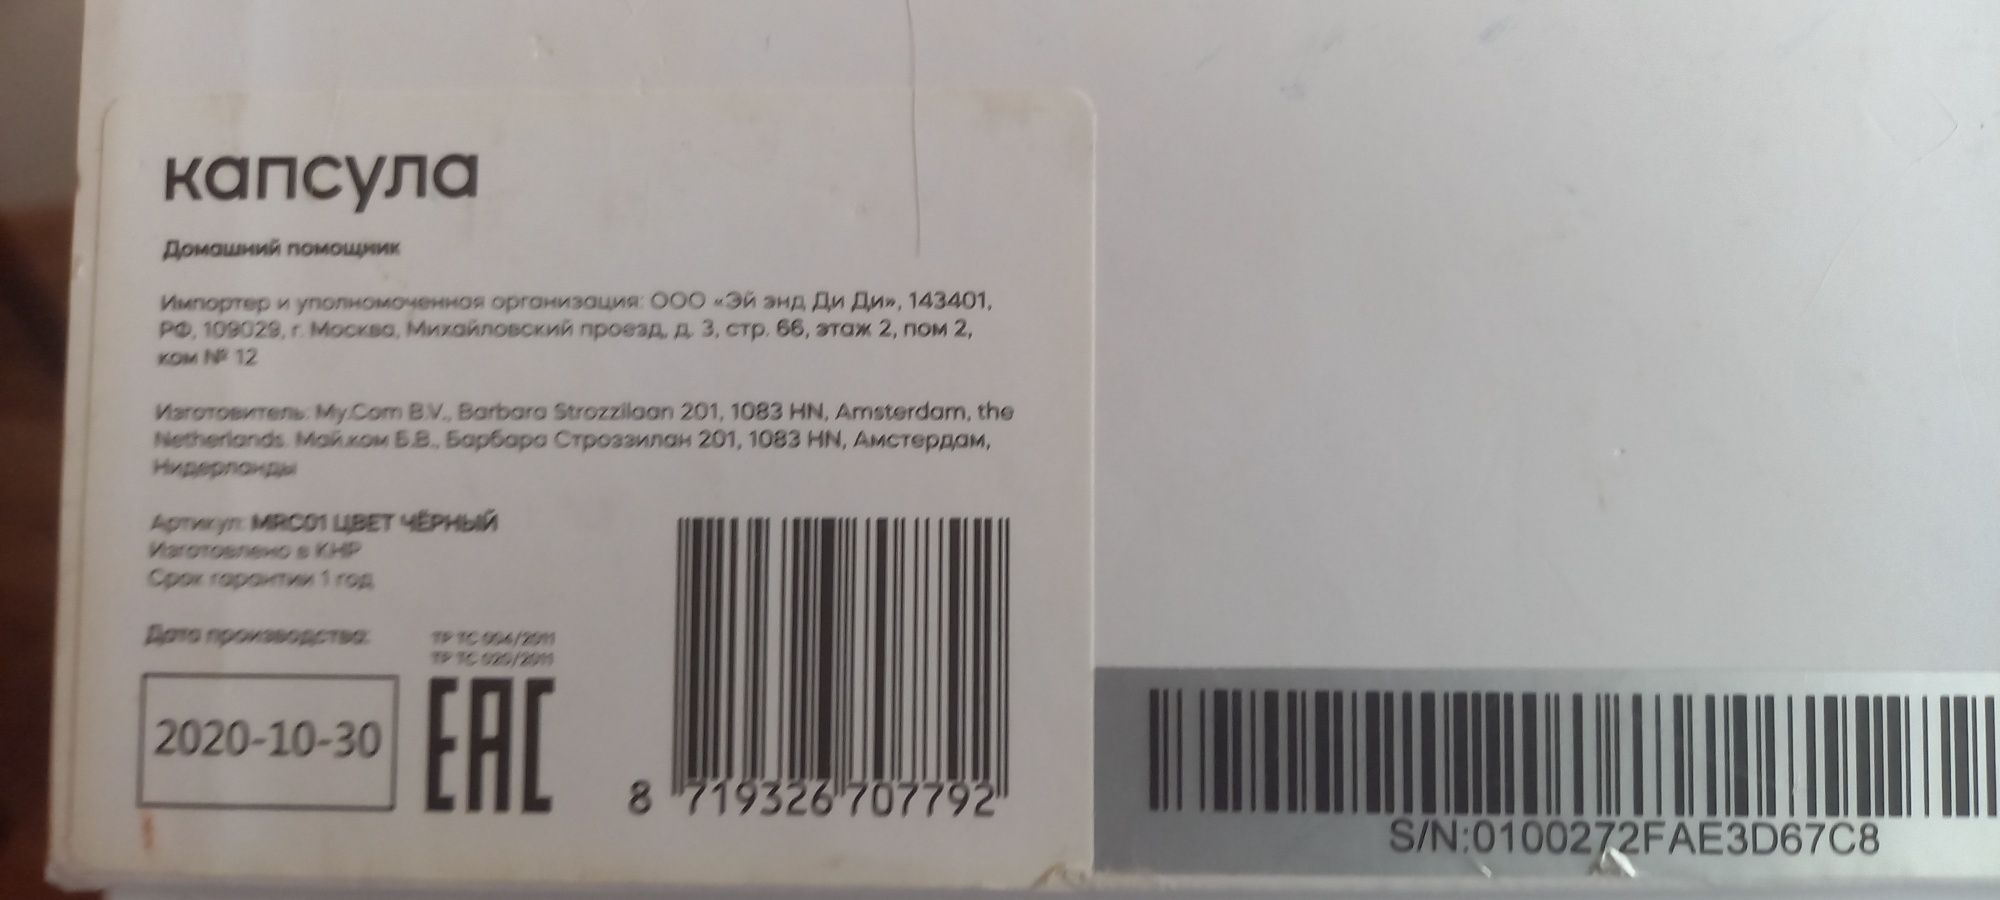 капсула
Домашний помощник
Импортер и уполномоченная организация: ООО «Эй энд Ди Ди», 143401,
РФ, 109029, г. Москва, Михайловский проезд, д. 3, стр. 66, этаж 2, пом 2,
ком № 12
Изготовитель: My.Com B.V., Barbara Strozzilaan 201, 1083 HN, Amsterdam, the
Netherlands. Май.ком Б.В., Барбара Строззилан 201, 1083 HN, Амстердам,
Нидерланды
Артикул: MRC01 ЦВЕТ ЧЁРНЫЙ
Изготовлено в КНР
Срок гарантии 1 год
Дата производства:
ТР ТС 004/2011
ТР ТС 020/2011
2020-10-30
EAC
8 719326 707792
S/N:0100272FAE3D67C8